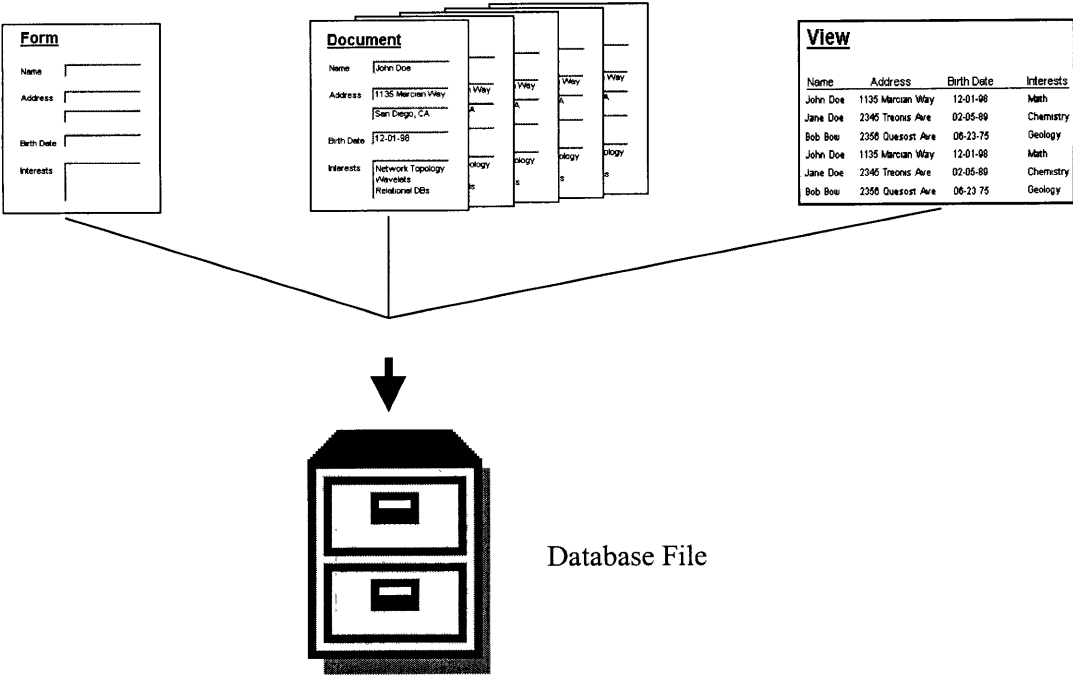 Form
Name
Address
Birth Date
Interests
Document
Name John Doe
Address 1135 Marcian Way
San Diego, CA
Birth Date 12-01-98
Interests Network Topology
Wavelets
Relational DBs
Way
A
ology
s
Way
A
ology
s
View
Name Address Birth Date Interests
John Doe 1135 Marcian Way 12-01-98 Math
Jane Doe 2345 Treonis Ave 02-05-89 Chemistry
Bob Bow 2356 Quesost Ave 06-23-75 Geology
John Doe 1135 Marcian Way 12-01-98 Math
Jane Doe 2345 Treonis Ave 02-05-89 Chemistry
Bob Bow 2356 Quesost Ave 06-23 75 Geology
Database File